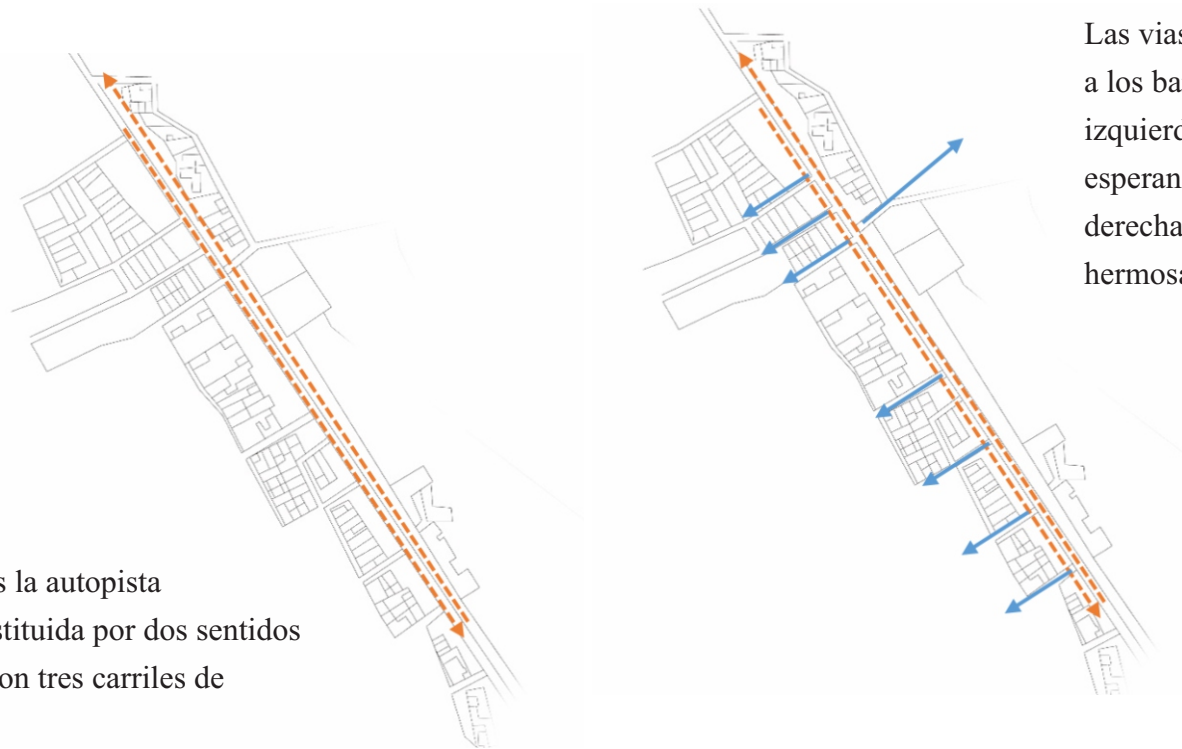 Las vias
a los ba
izquierd
esperan
derecha
hermosa
s la autopista
stituida por dos sentidos
on tres carriles de